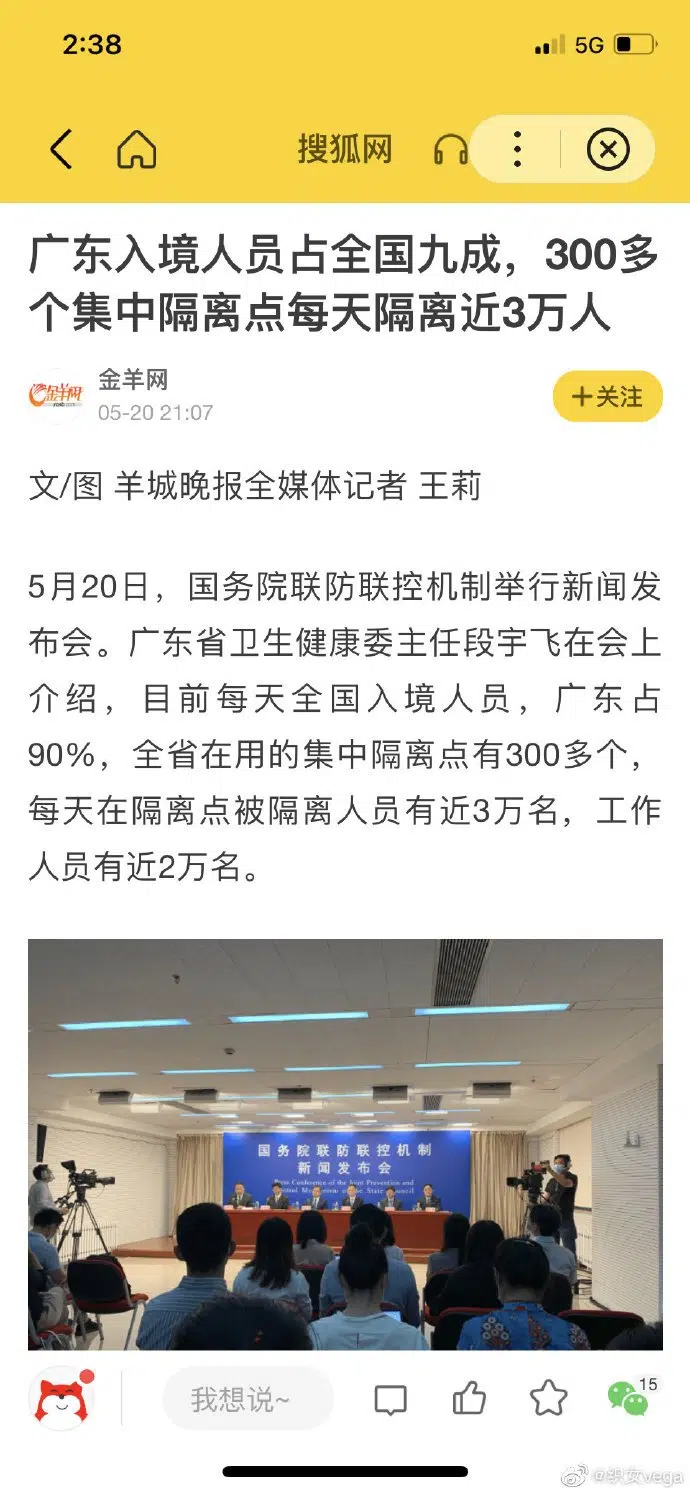 2:38
5G
搜狐网
广东入境人员占全国九成，300多
个集中隔离点每天隔离近3万人
金羊网
金羊网
05-20 21:07
+关注
文/图 羊城晚报全媒体记者 王莉
5月20日，国务院联防联控机制举行新闻发
布会。广东省卫生健康委主任段宇飞在会上
介绍，目前每天全国入境人员，广东占
90%，全省在用的集中隔离点有300多个，
每天在隔离点被隔离人员有近3万名，工作
人员有近2万名。
国务院联防联控机制
新闻发布会
Press Conference of the Joint Prevention and
Control Mechanism of the State Council
我想说~
15
@织女vega